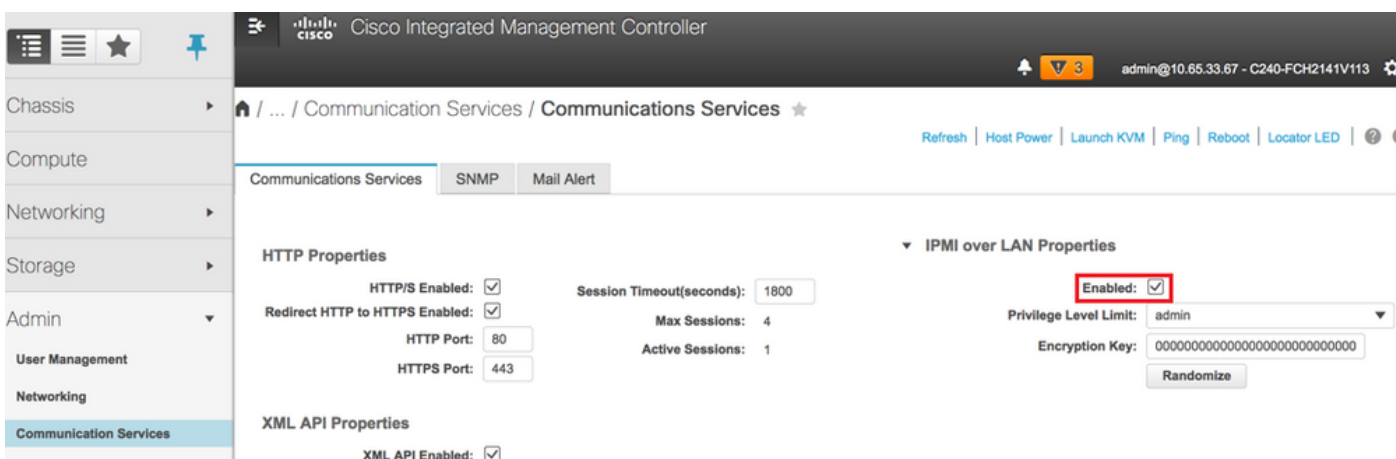 cisco
Cisco Integrated Management Controller
3
admin@10.65.33.67 - C240-FCH2141V113
Chassis
Compute
Networking
Storage
Admin
User Management
Networking
Communication Services
/ ... / Communication Services / Communications Services
Refresh | Host Power | Launch KVM | Ping | Reboot | Locator LED |
Communications Services
SNMP
Mail Alert
HTTP Properties
HTTP/S Enabled:
Redirect HTTP to HTTPS Enabled:
HTTP Port: 80
HTTPS Port: 443
Session Timeout(seconds): 1800
Max Sessions: 4
Active Sessions: 1
IPMI over LAN Properties
Enabled:
Privilege Level Limit: admin
Encryption Key:
Randomize
XML API Properties
XML API Enabled: